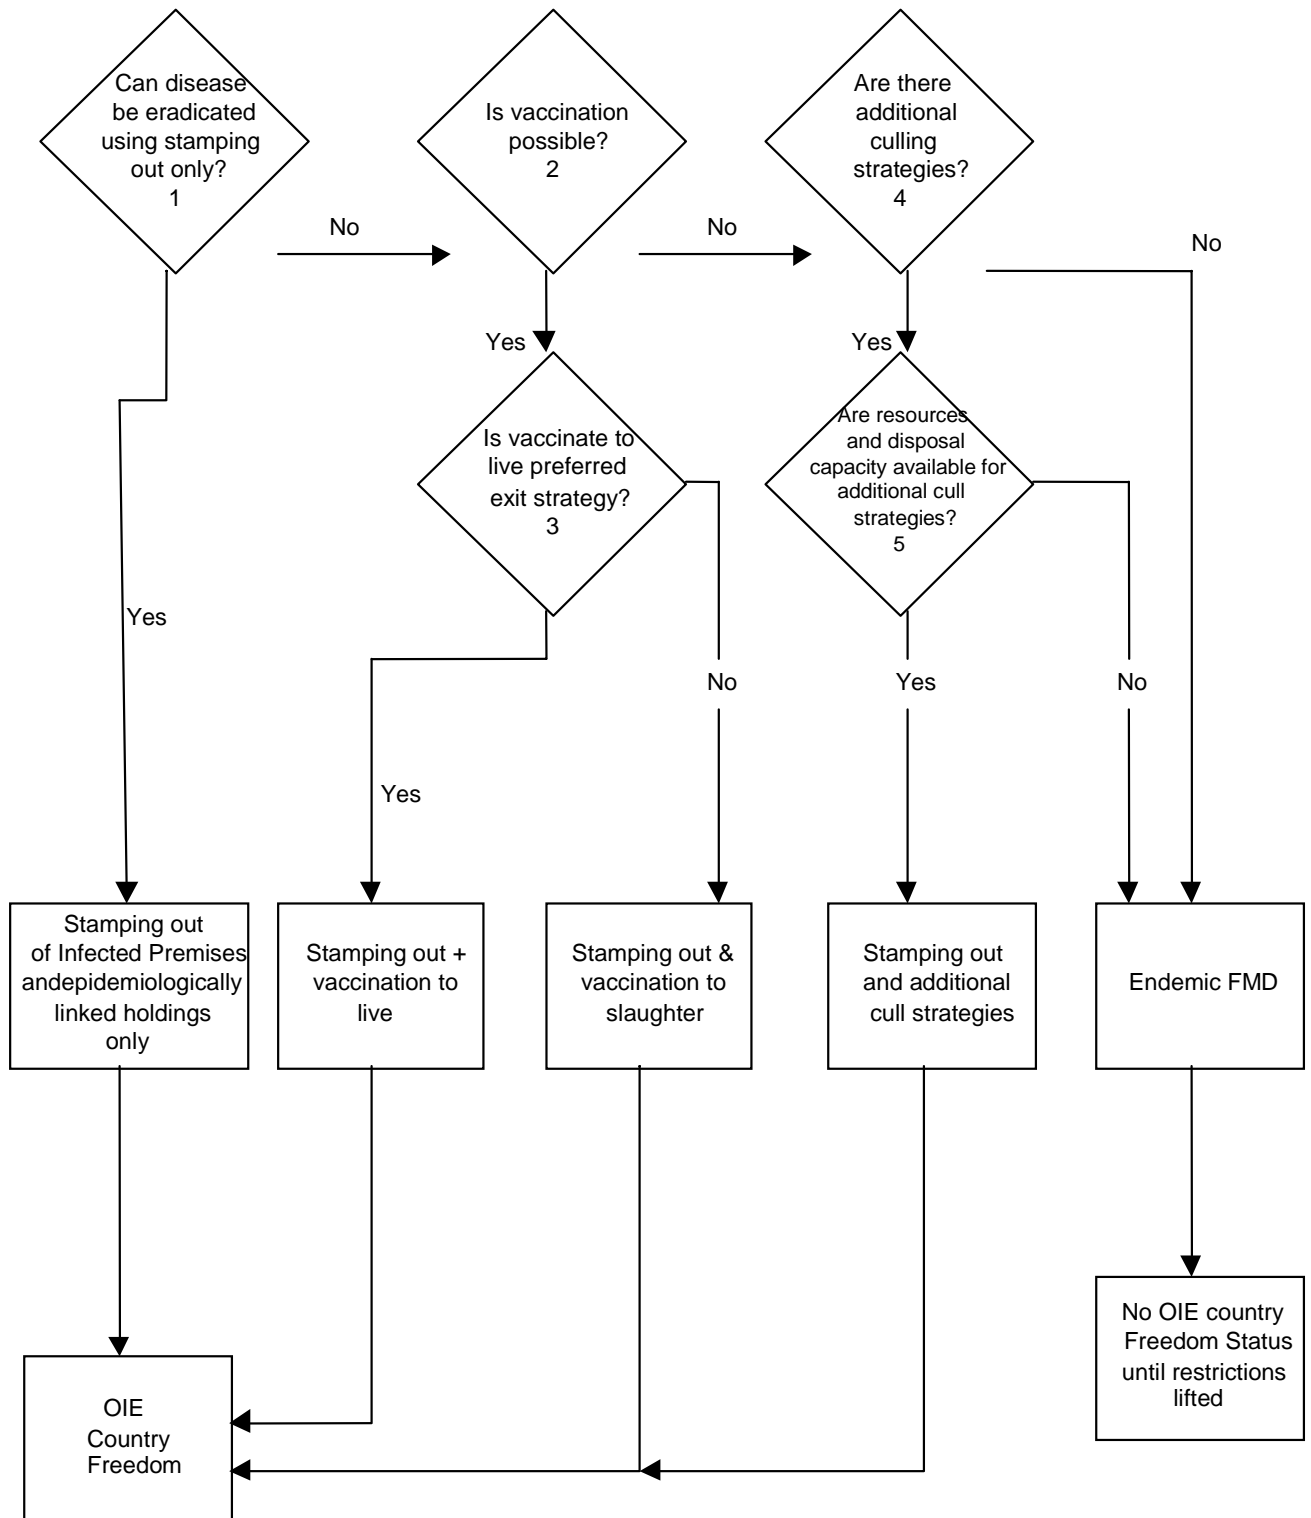 Can disease
be eradicated
using stamping
out only?
1
Is vaccination
possible?
2
Are there
additional
culling
strategies?
4
No
No
No
Yes
Yes
Is vaccinate to
live preferred
exit strategy?
3
Are resources
and disposal
capacity available for
additional cull
strategies?
5
Yes
No
Yes
No
Yes
Stamping out
of Infected Premises
andepidemiologically
linked holdings
only
Stamping out +
vaccination to
live
Stamping out &
vaccination to
slaughter
Stamping out
and additional
cull strategies
Endemic FMD
No OIE country
Freedom Status
until restrictions
lifted
OIE
Country
Freedom